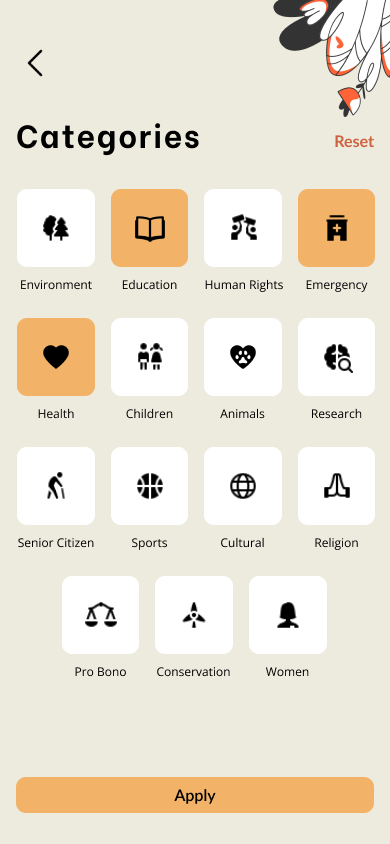 Categories
Reset
Environment Education Human Rights Emergency
Health Children Animals Research
Senior Citizen Sports Cultural Religion
Pro Bono Conservation Women
Apply